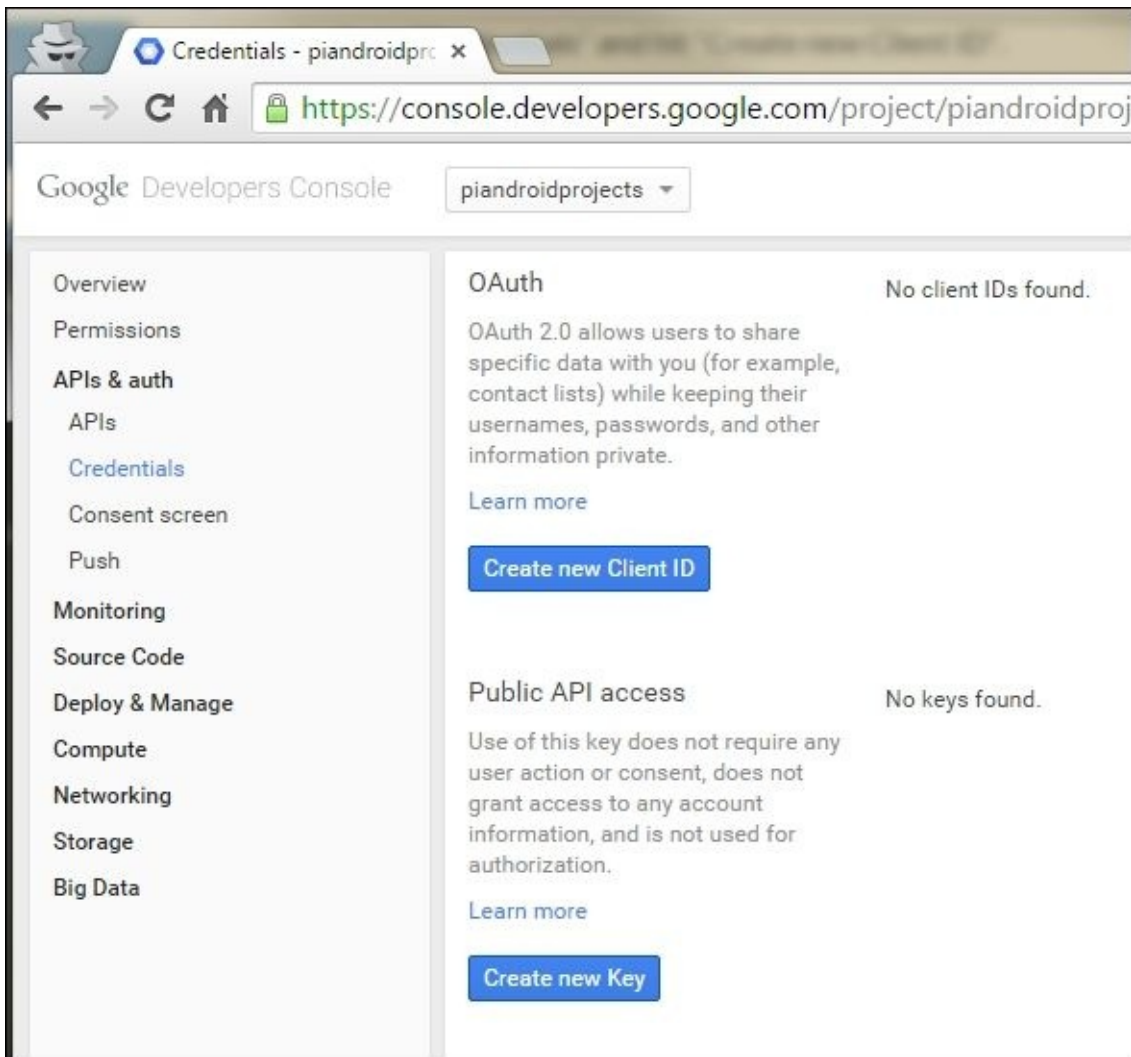 Credentials - piandroidprc
https://console.developers.google.com/project/piandroidproj
Google Developers Console
piandroidprojects
Overview
Permissions
APIs & auth
APIs
Credentials
Consent screen
Push
Monitoring
Source Code
Deploy & Manage
Compute
Networking
Storage
Big Data
OAuth
OAuth 2.0 allows users to share
specific data with you (for example,
contact lists) while keeping their
usernames, passwords, and other
information private.
Learn more
Create new Client ID
No client IDs found.
Public API access
Use of this key does not require any
user action or consent, does not
grant access to any account
information, and is not used for
authorization.
Learn more
Create new Key
No keys found.